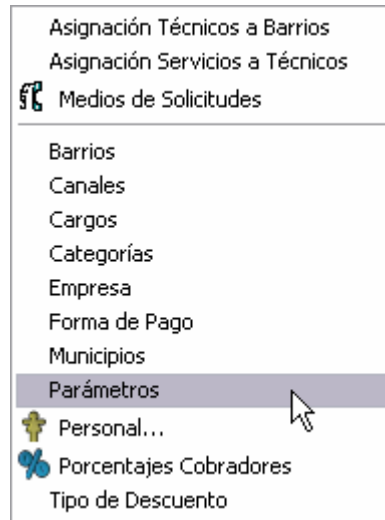 Asignación Técnicos a Barrios
Asignación Servicios a Técnicos
Medios de Solicitudes
Barrios
Canales
Cargos
Categorías
Empresa
Forma de Pago
Municipios
Parámetros
Personal...
Porcentajes Cobradores
Tipo de Descuento